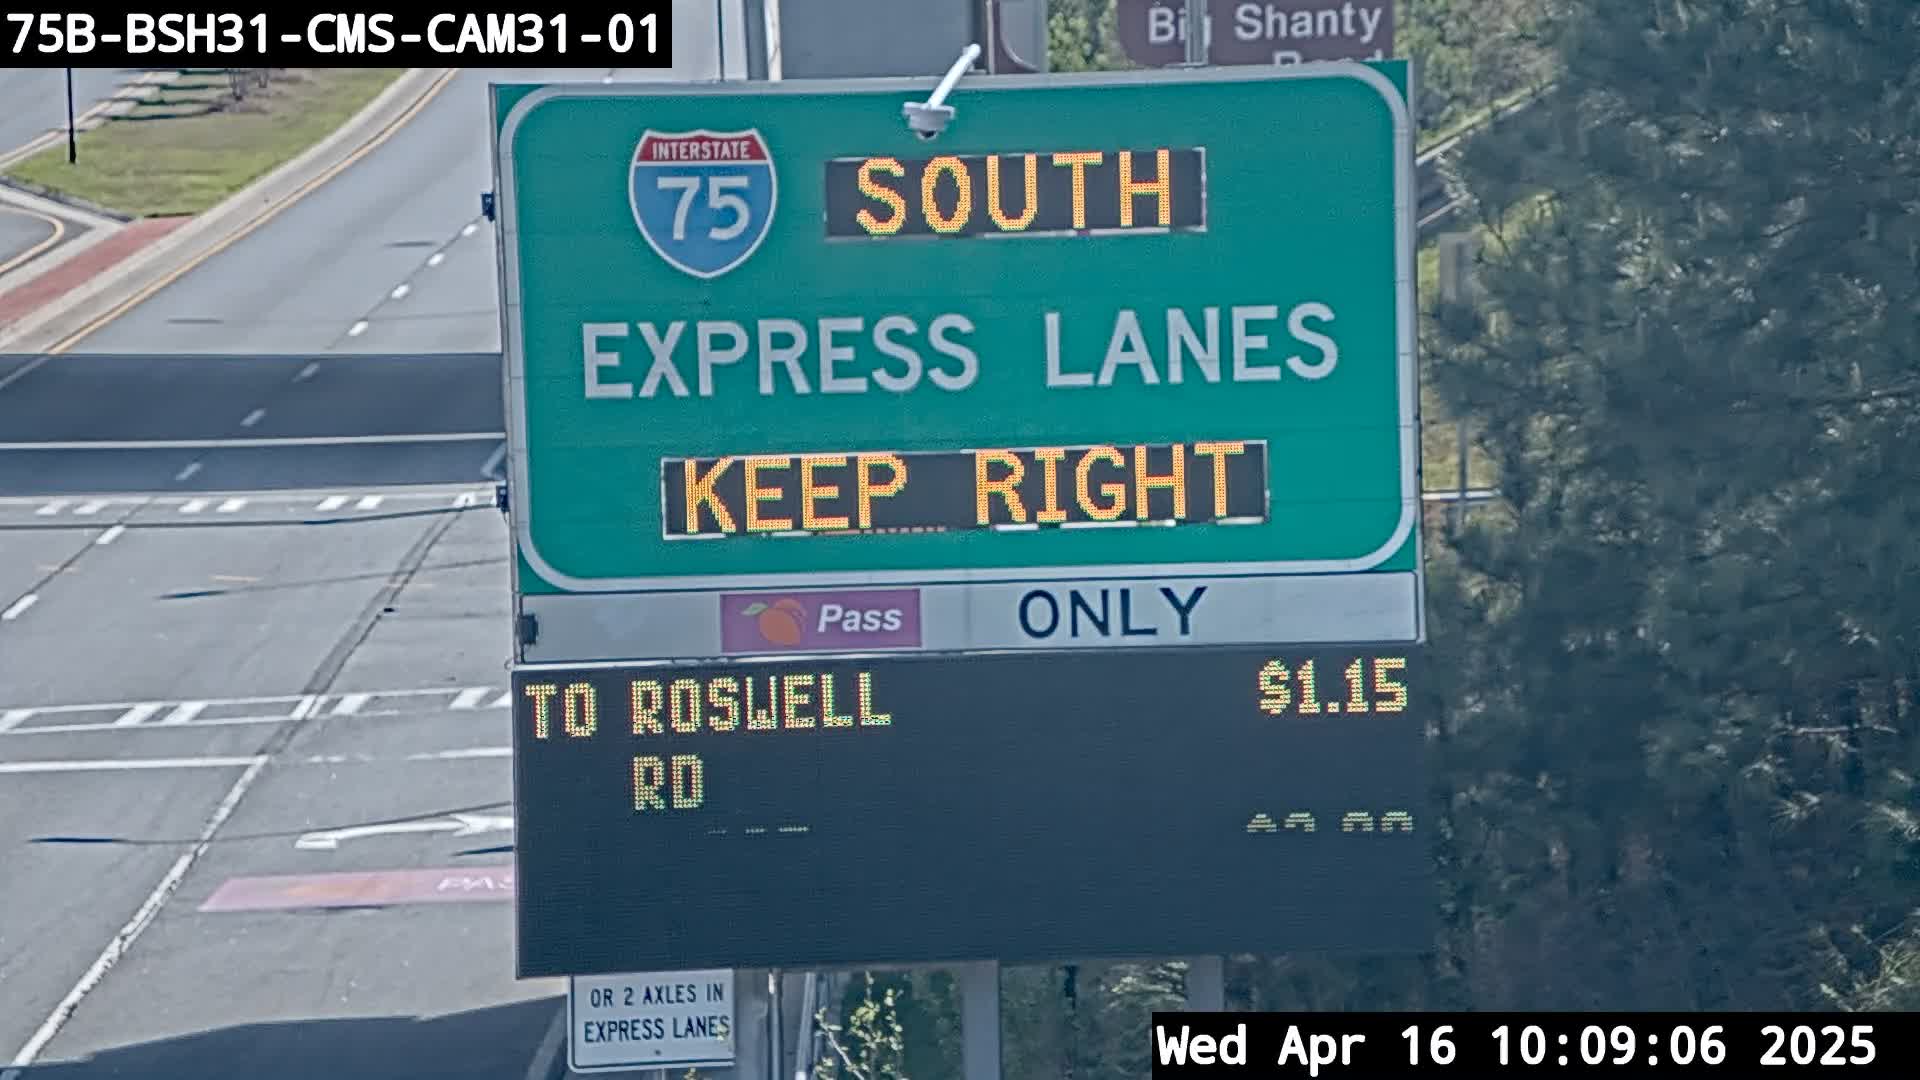 75B-BSH31-CMS-CAM31-01
Big Shanty
Road
INTERSTATE
75
SOUTH
EXPRESS LANES
KEEP RIGHT
Pass ONLY
TO ROSWELL $1.15
RD
OR 2 AXLES IN
EXPRESS LANES
Wed Apr 16 10:09:06 2025